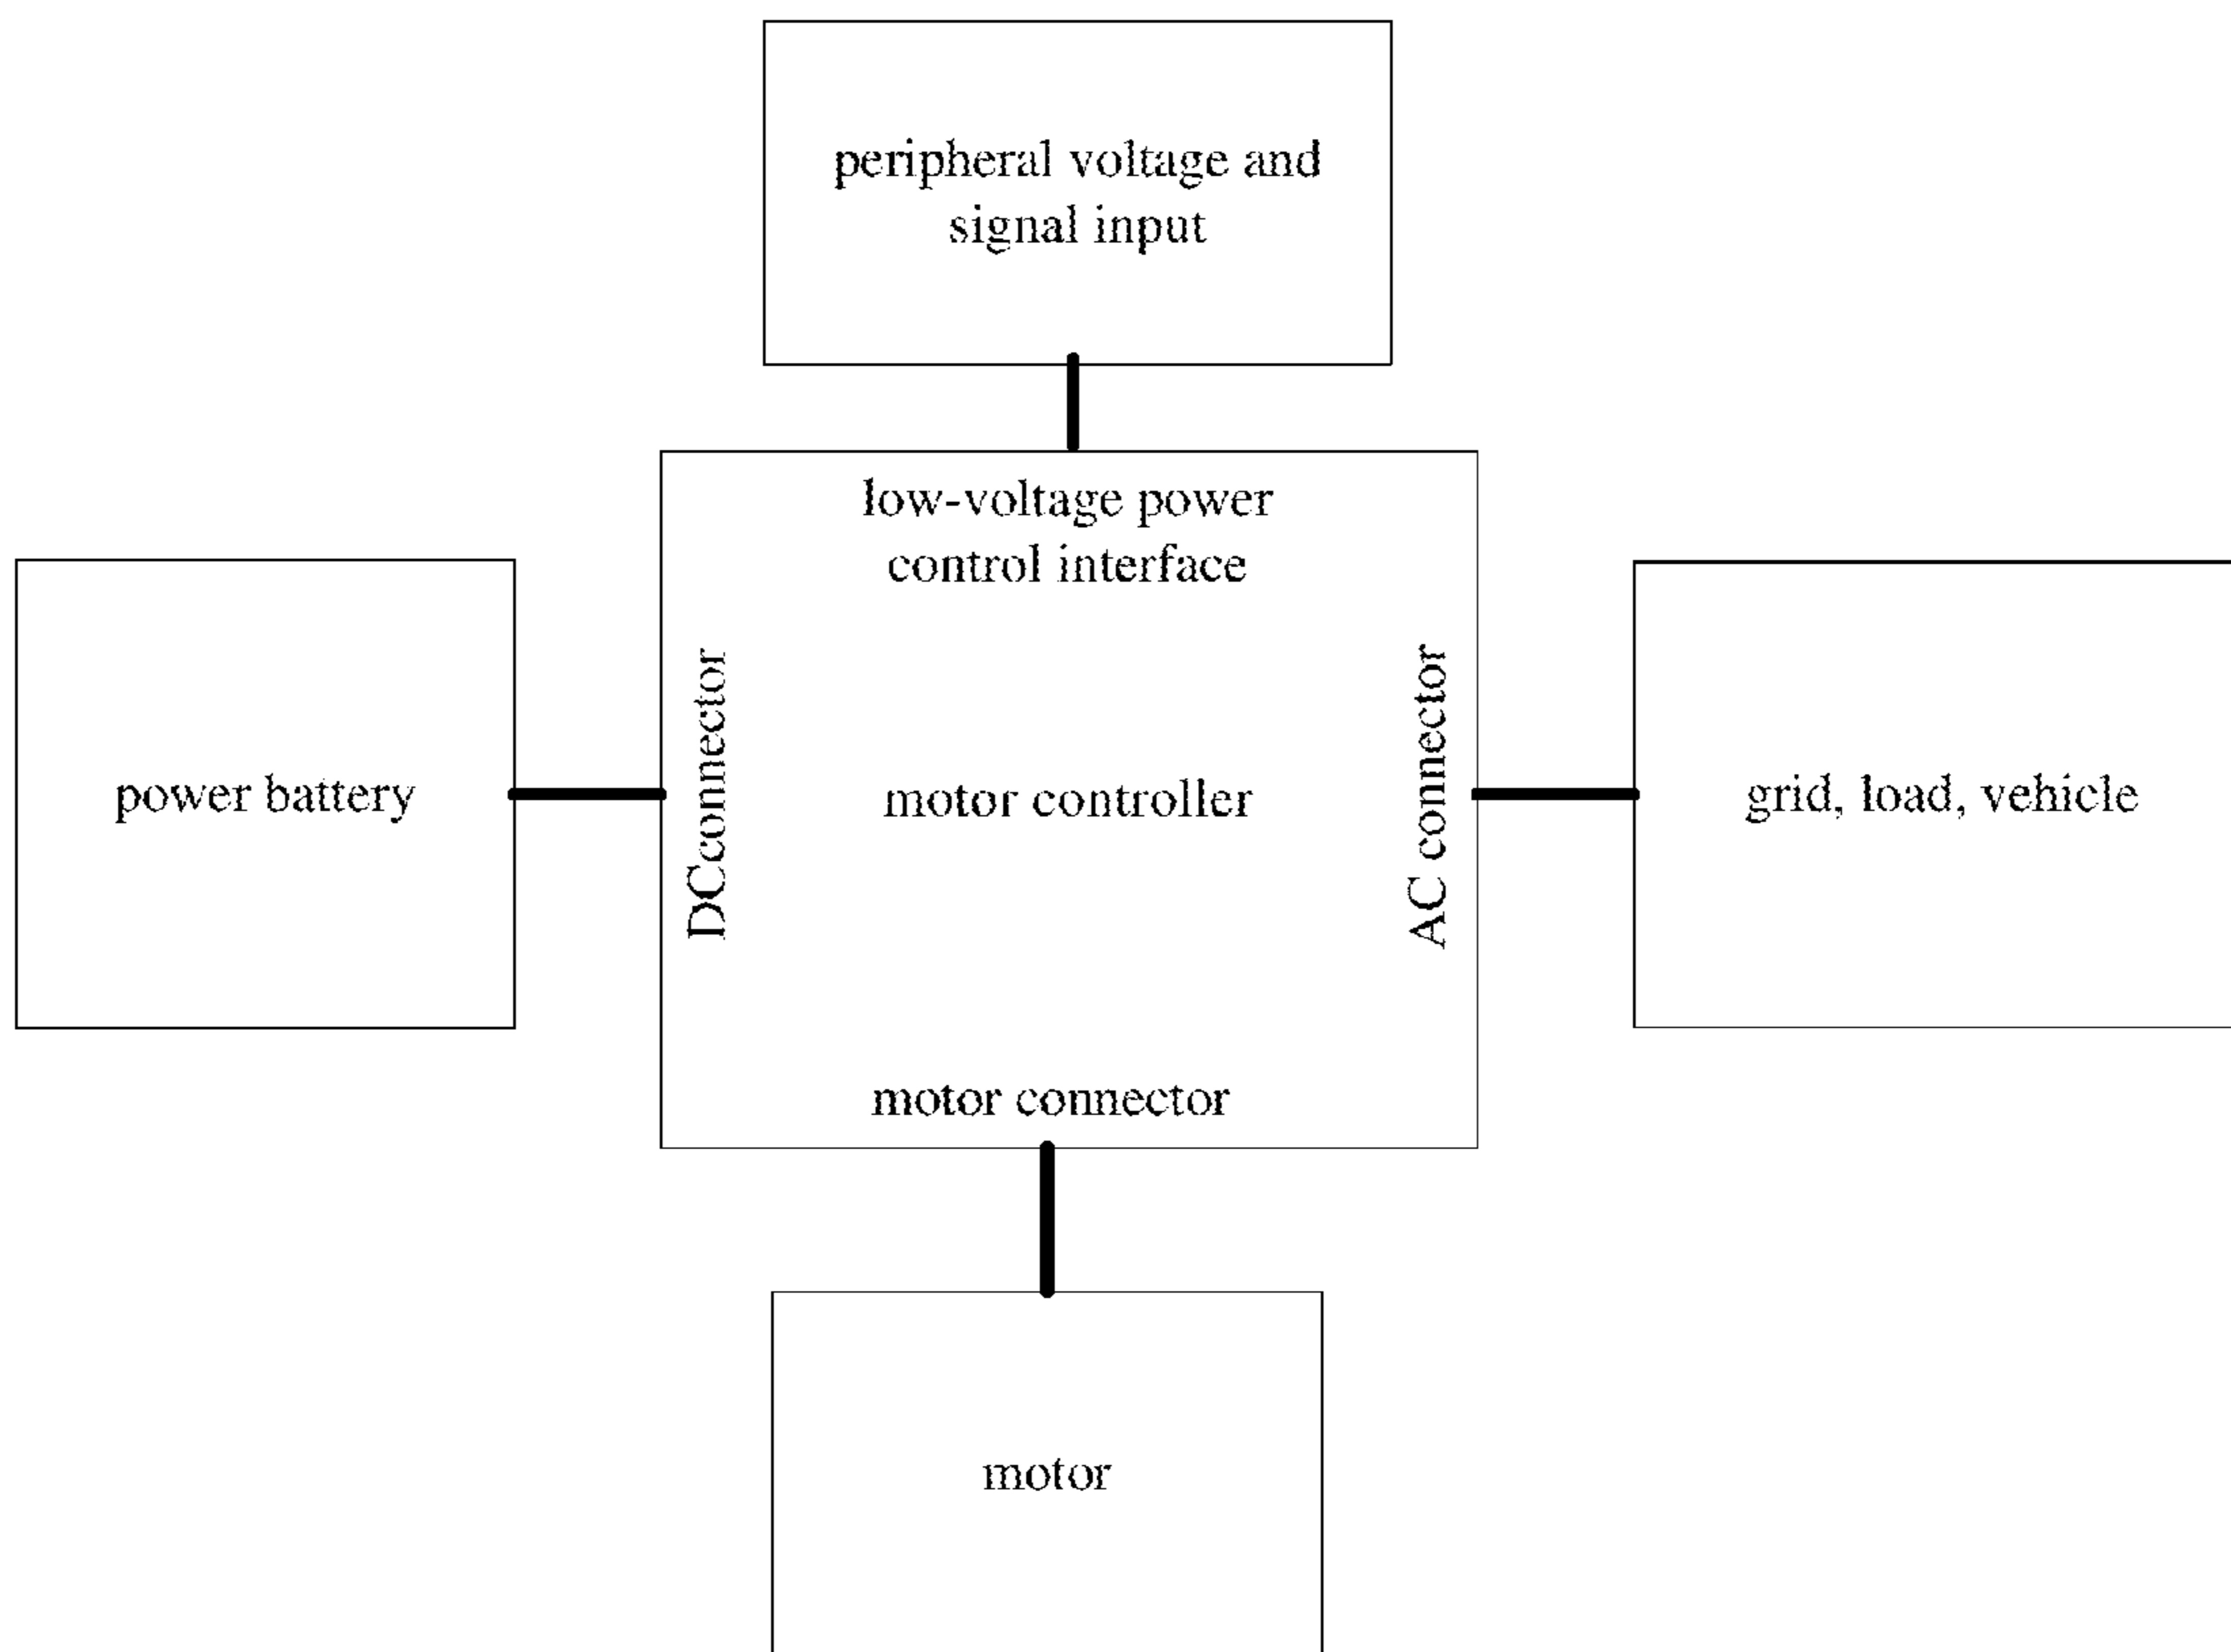 peripheral voltage and
signal input
low-voltage power
control interface
power battery
DCconnector
motor controller
AC connector
grid, load, vehicle
motor connector
motor